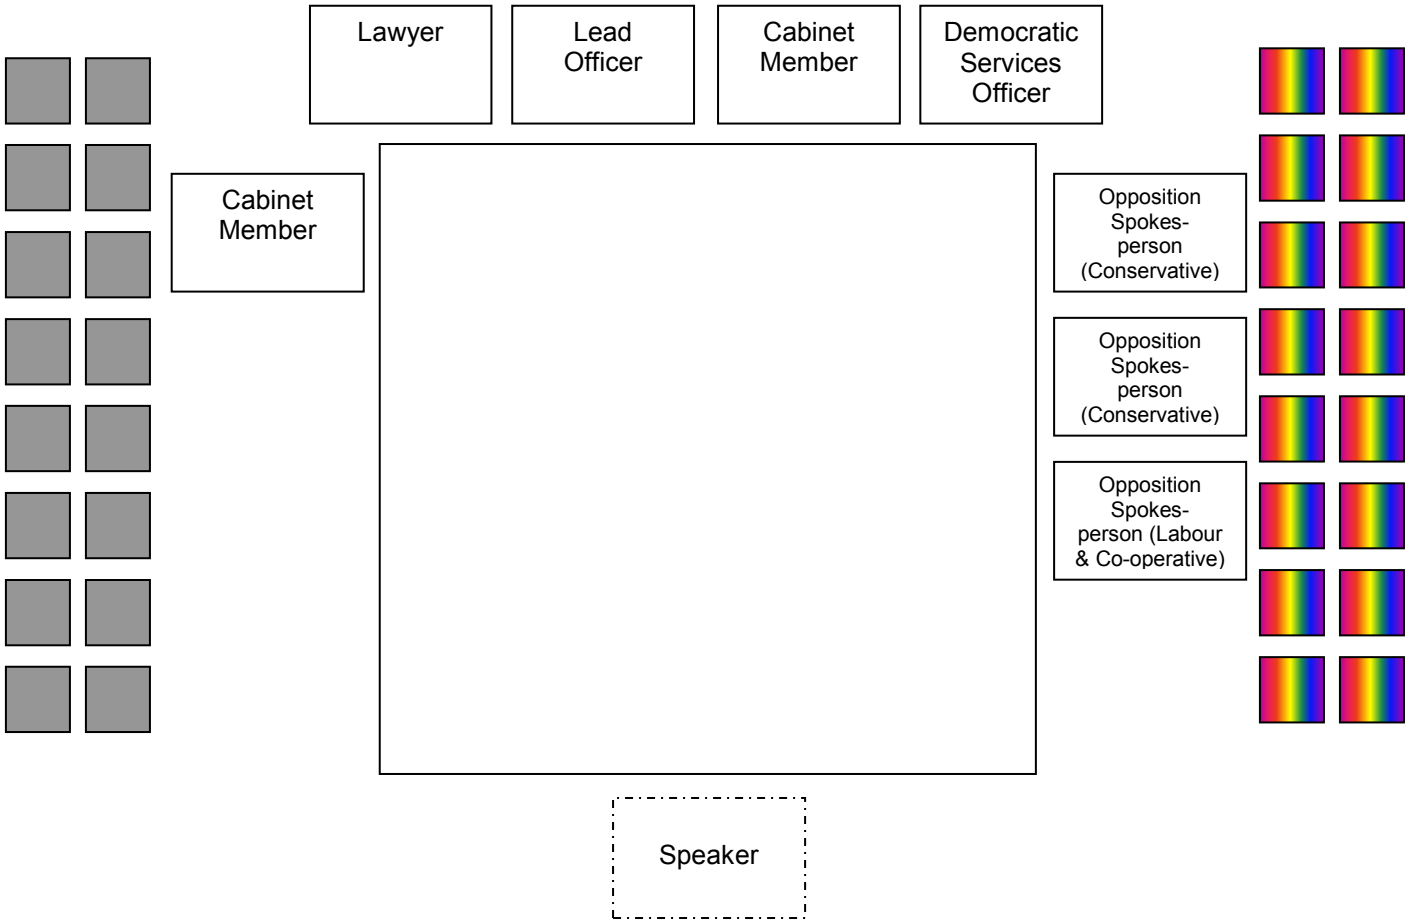 Lawyer
Lead
Officer
Cabinet
Member
Democratic
Services
Officer
Cabinet
Member
Opposition
Spokes-
person
(Conservative)
Opposition
Spokes-
person
(Conservative)
Opposition
Spokes-
person (Labour
& Co-operative)
Speaker